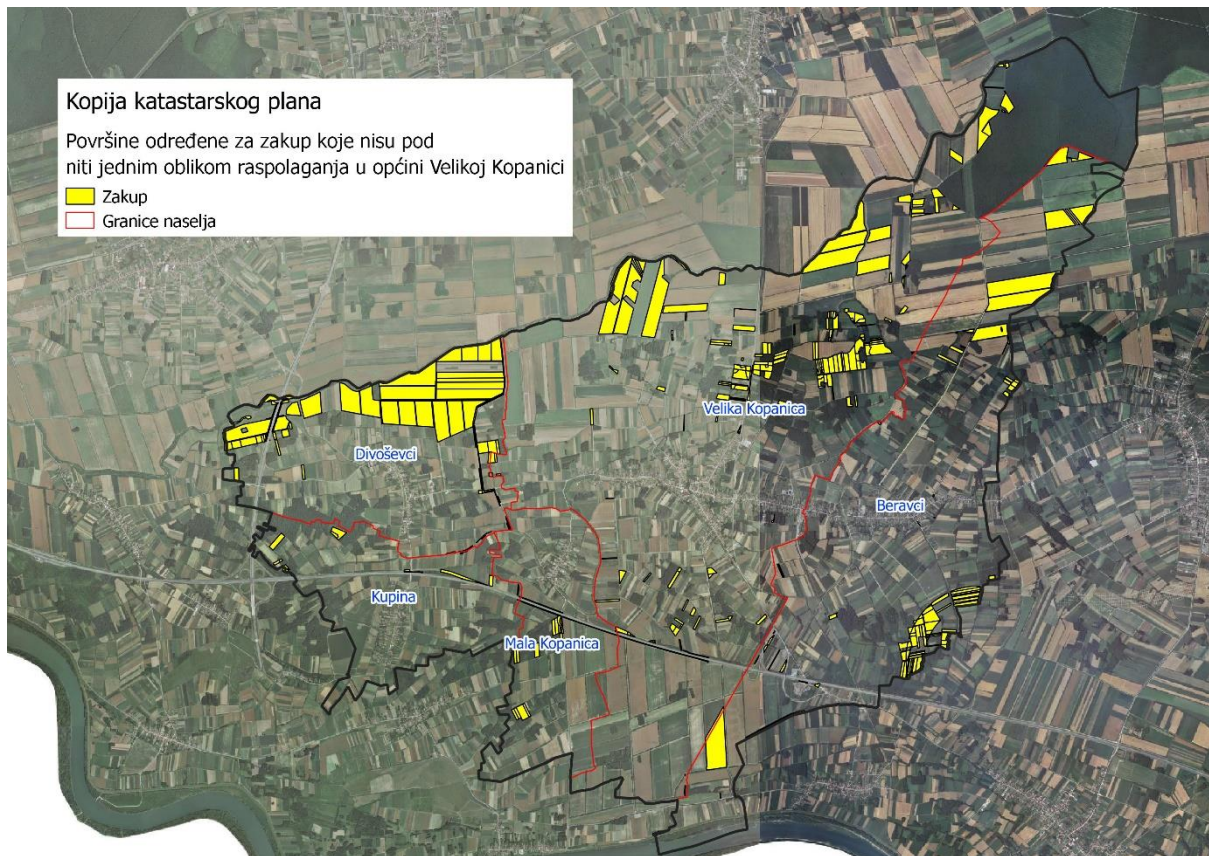 Kopija katastarskog plana
Površine određene za zakup koje nisu pod
niti jednim oblikom raspolaganja u općini Velikoj Kopanici
Zakup
Granice naselja
Velika Kopanica
Divoševci
Beravci
Kupina
Mala Kopanica